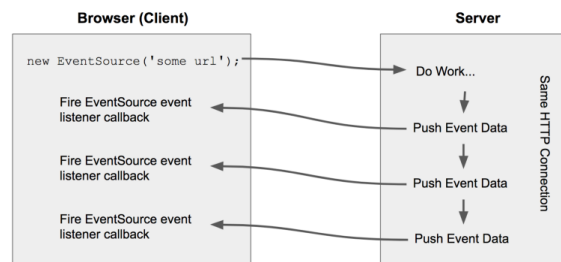 Browser (Client)
Server
new EventSource('some url');
Do Work...
Fire EventSource event
listener callback
Push Event Data
Fire EventSource event
listener callback
Push Event Data
Fire EventSource event
listener callback
Push Event Data
Same HTTP Connection